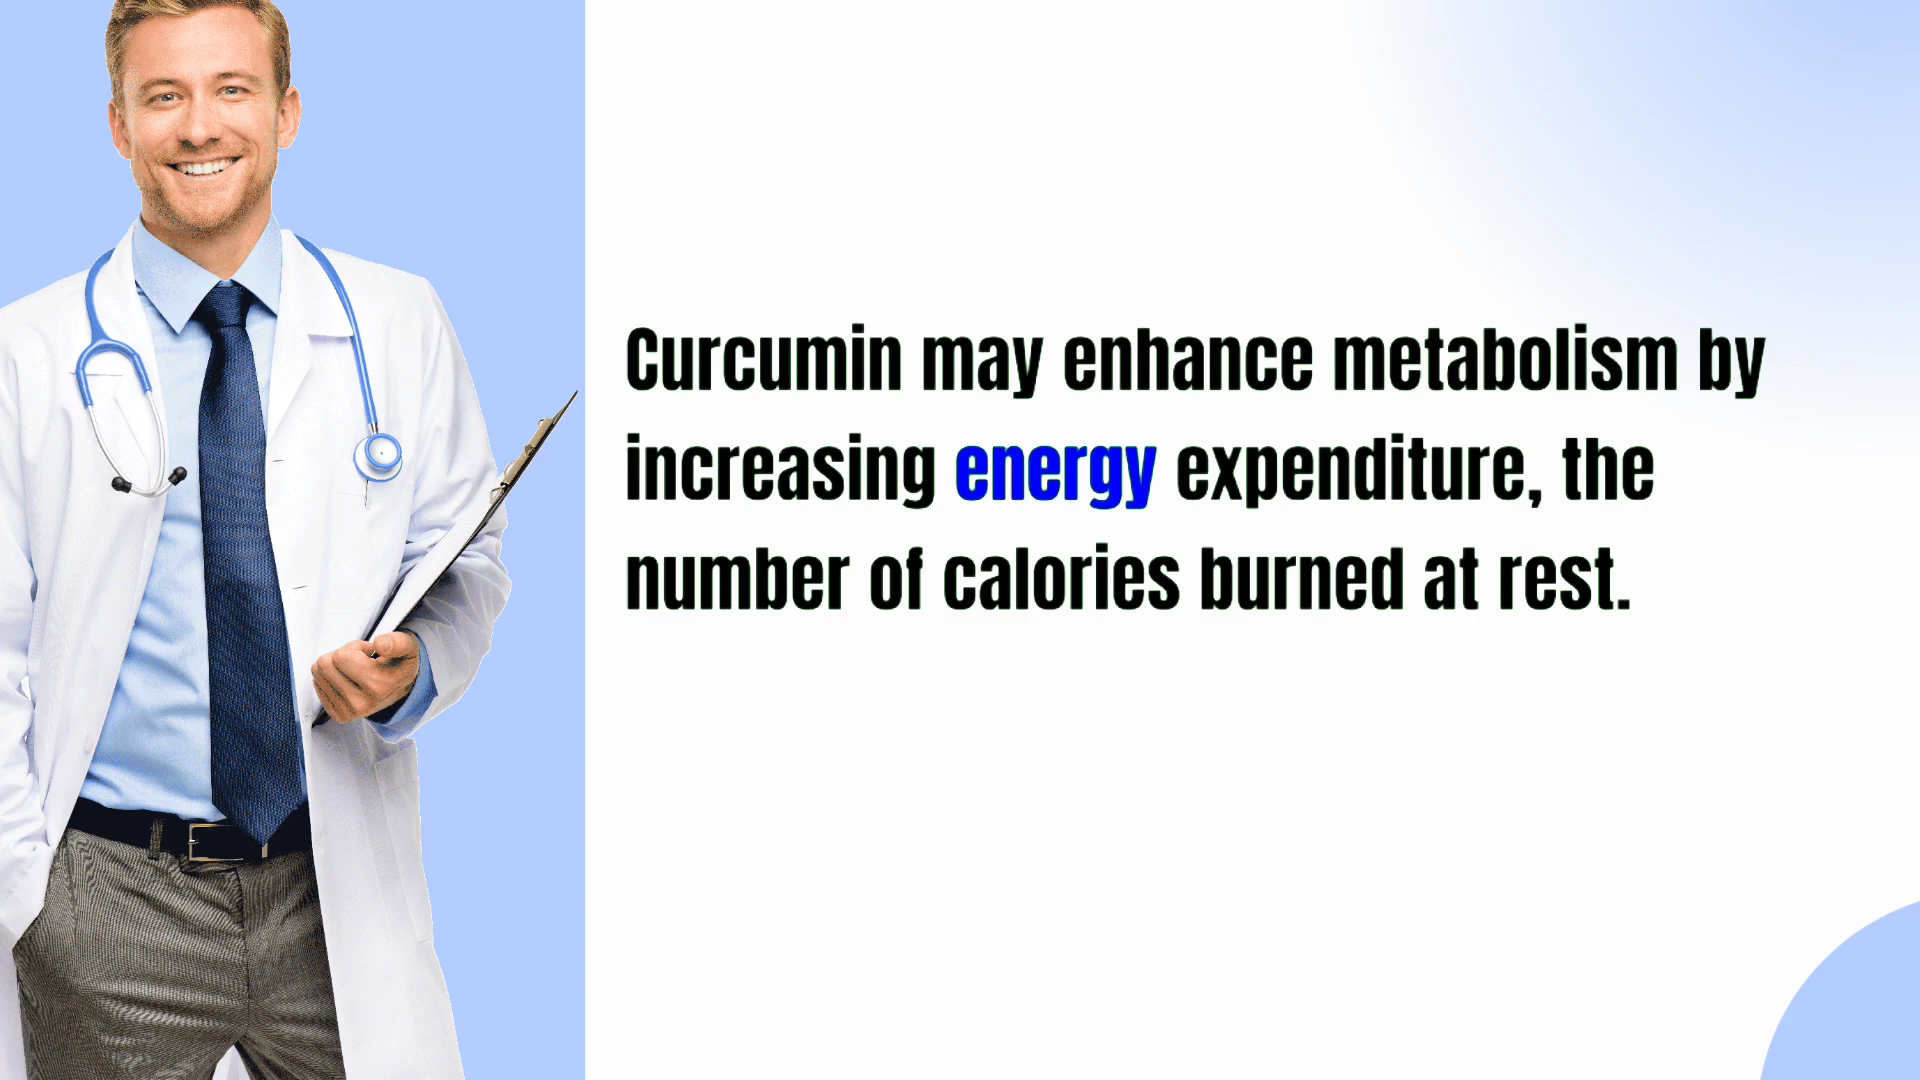 Curcumin may enhance metabolism by
increasing energy expenditure, the
number of calories burned at rest.